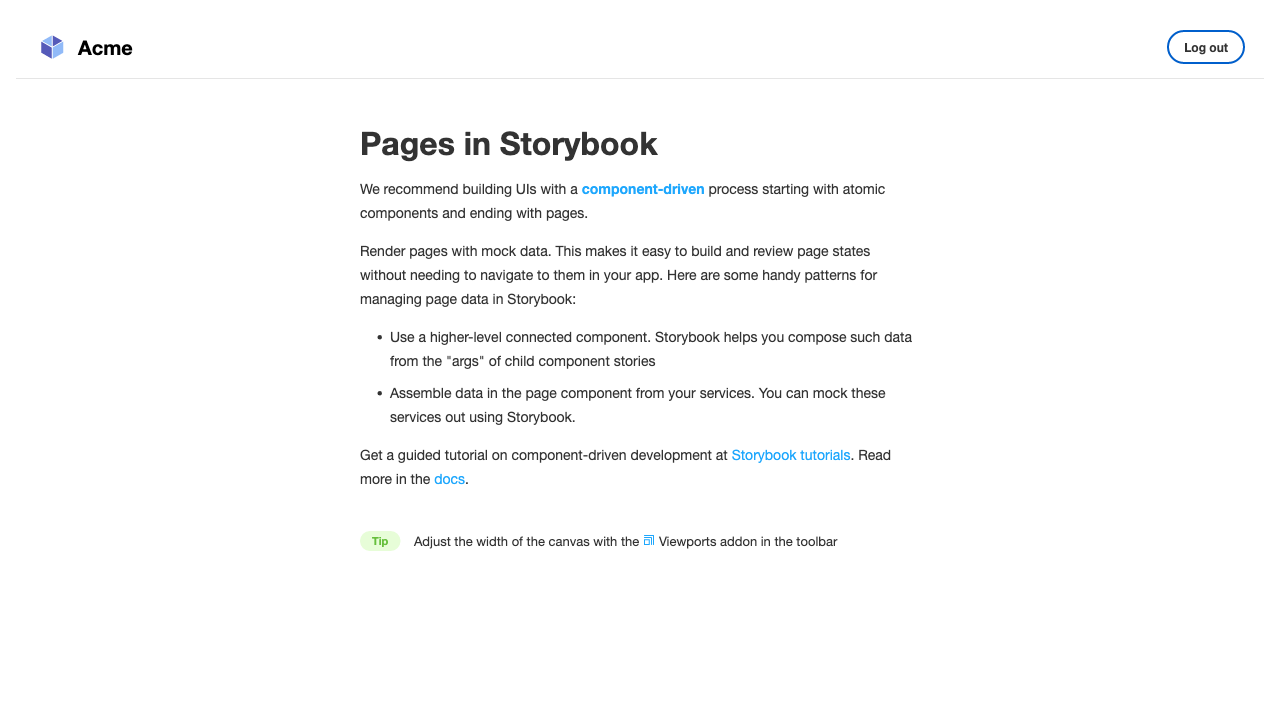 Acme
Log out
Pages in Storybook
We recommend building UIs with a component-driven process starting with atomic
components and ending with pages.
Render pages with mock data. This makes it easy to build and review page states
without needing to navigate to them in your app. Here are some handy patterns for
managing page data in Storybook:
• Use a higher-level connected component. Storybook helps you compose such data
from the "args" of child component stories
• Assemble data in the page component from your services. You can mock these
services out using Storybook.
Get a guided tutorial on component-driven development at Storybook tutorials. Read
more in the docs.
Tip Adjust the width of the canvas with the Viewports addon in the toolbar